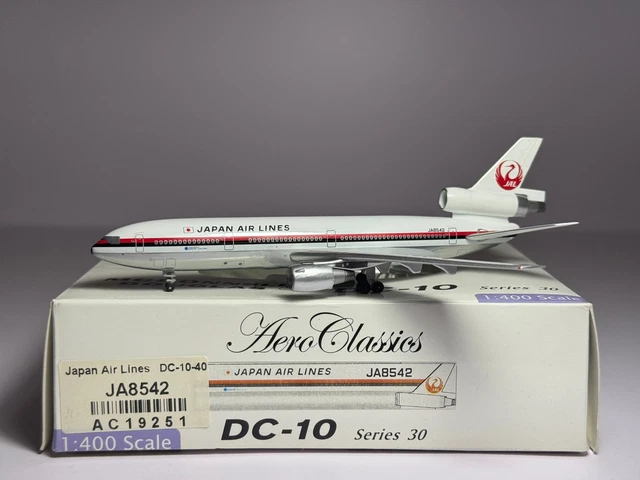 JAL
JAPAN AIR LINES
JA8542
-10 Series 30
1:400 Scale
AeroClassics
Japan Air Lines DC-10-40
JA8542
AC19251
1:400 Scale
JAPAN AIR LINES JA8542
DC-10 Series 30